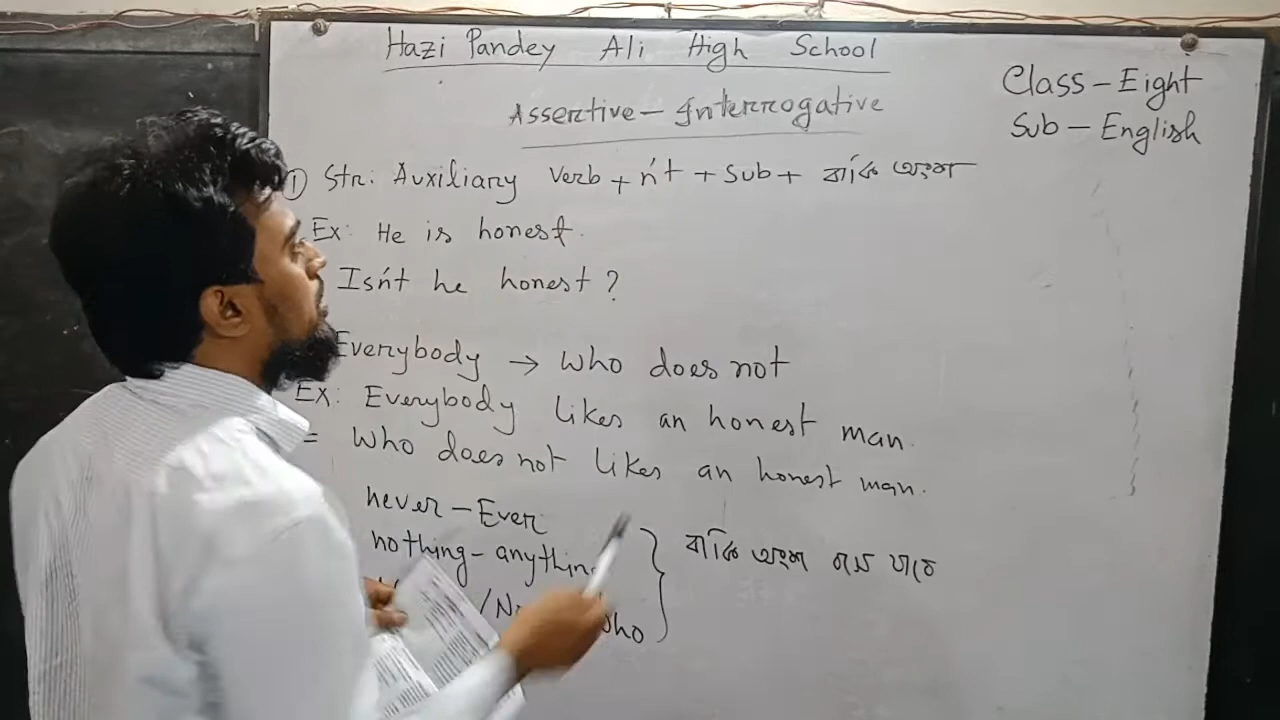 Hazi Pandey Ali High School
Class - Eight
Assertive - Interrogative
Sub - English
① Str: Auxiliary verb + n't + Sub + বাকি অংশ
Ex: He is honest.
Isn't he honest?
Everybody → Who does not
Ex: Everybody likes an honest man.
= Who does not likes an honest man.
never - Ever
nothing - anything
বাকি অংশ বসে যাবে
who